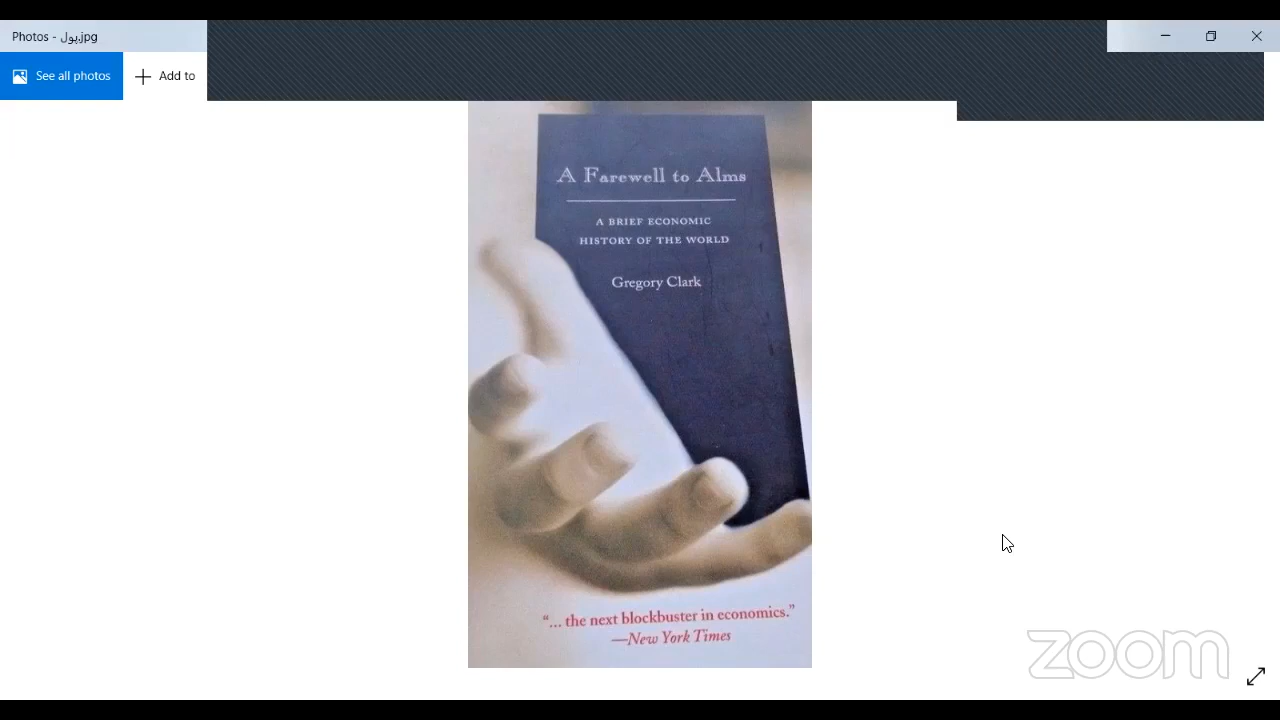 Photos - پول.jpg
See all photos
Add to
A Farewell to Alms
A BRIEF ECONOMIC
HISTORY OF THE WORLD
Gregory Clark
“... the next blockbuster in economics.”
—New York Times
zoom